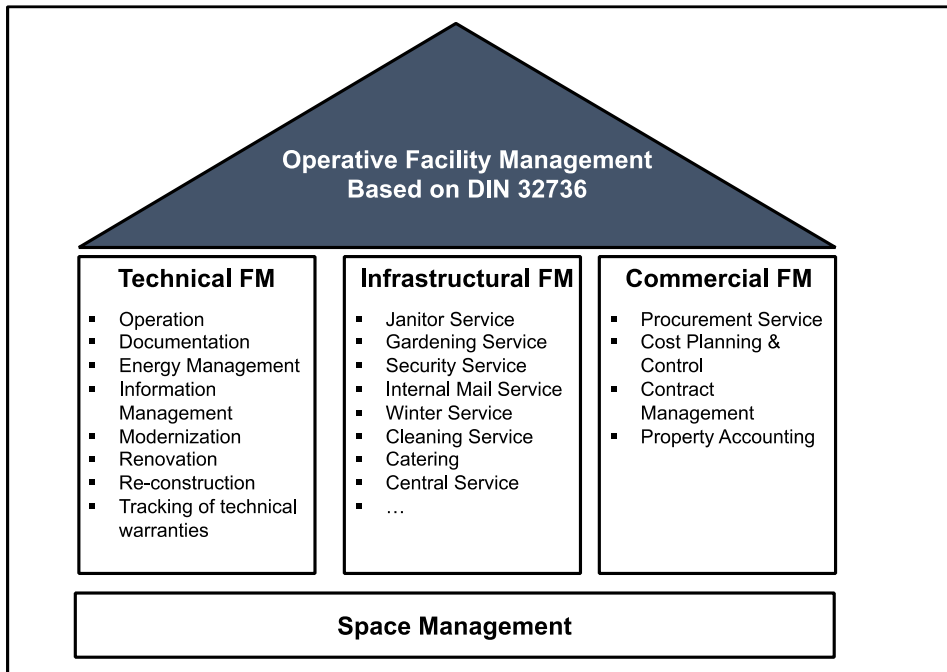 Operative Facility Management
Based on DIN 32736
Technical FM
▪ Operation
▪ Documentation
▪ Energy Management
▪ Information
Management
▪ Modernization
▪ Renovation
▪ Re-construction
▪ Tracking of technical
warranties
Infrastructural FM
▪ Janitor Service
▪ Gardening Service
▪ Security Service
▪ Internal Mail Service
▪ Winter Service
▪ Cleaning Service
▪ Catering
▪ Central Service
▪ …
Commercial FM
▪ Procurement Service
▪ Cost Planning &
Control
▪ Contract
Management
▪ Property Accounting
Space Management